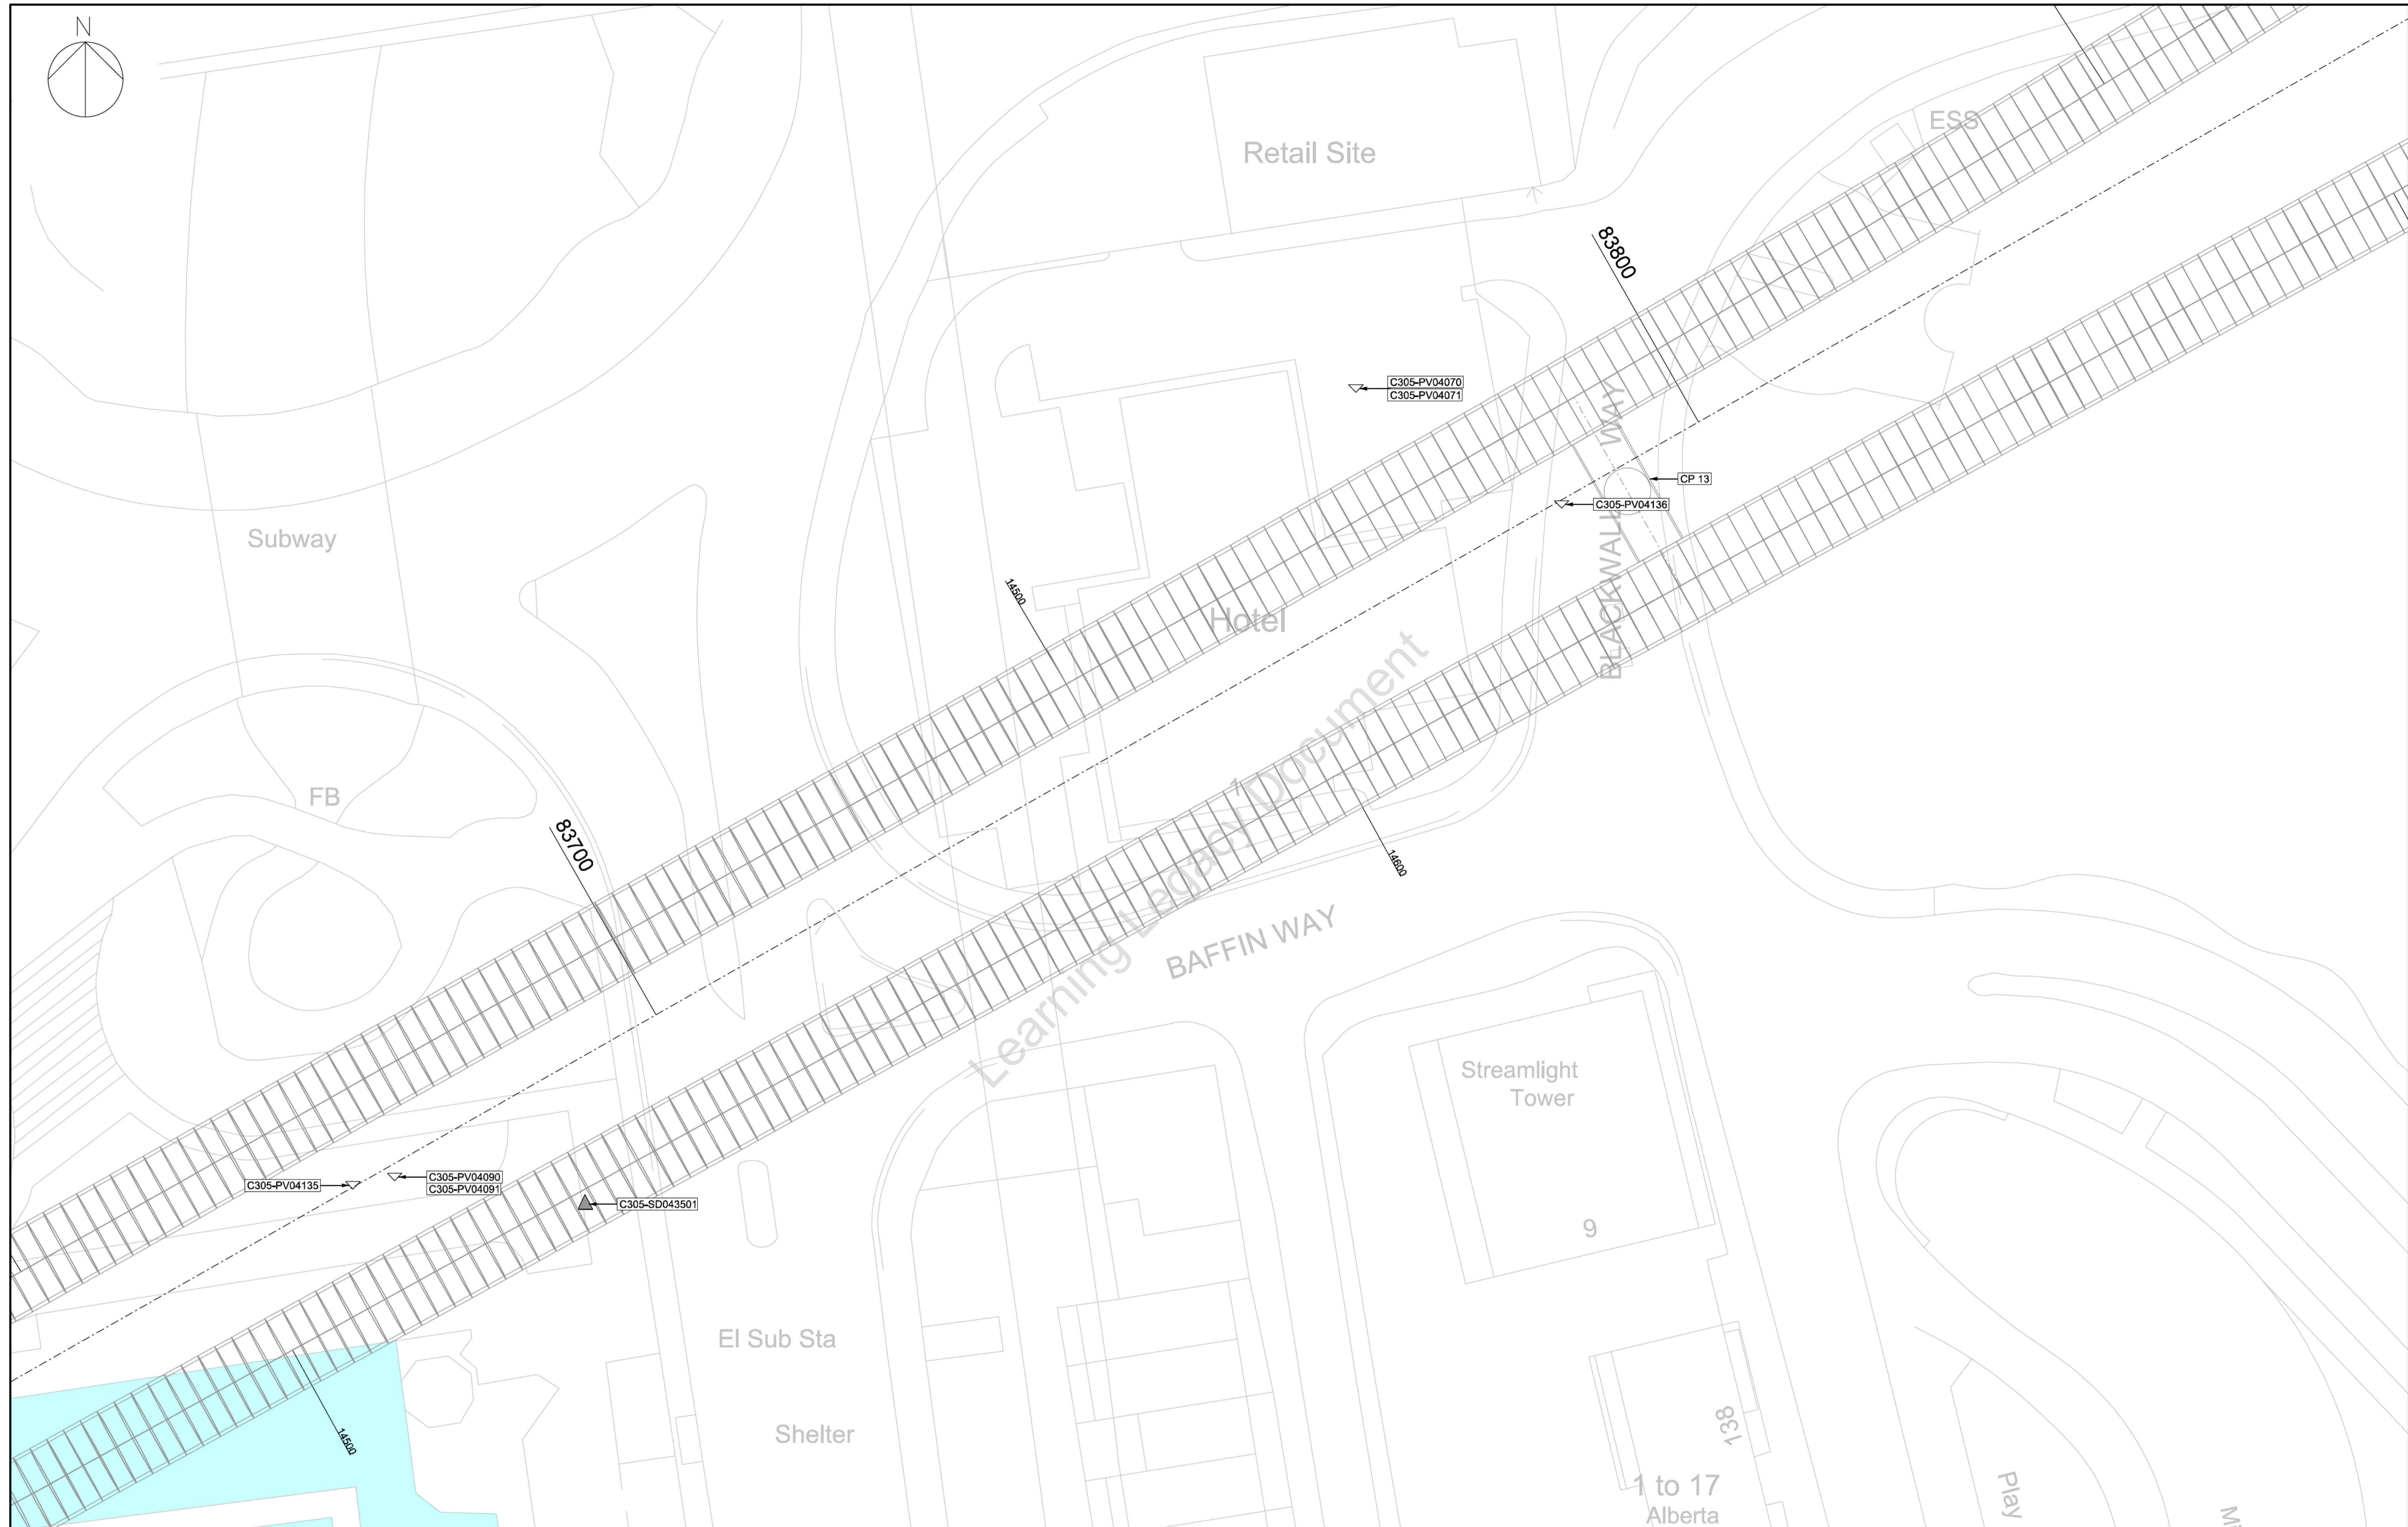 N
ESS
Retail Site
83800
C305-PV04070
C305-PV04071
BLACKWALL WAY
CP 13
C305-PV04136
Subway
14500
Hotel
Learning Legacy Document
1
FB
83700
14600
BAFFIN WAY
Streamlight
Tower
C305-PV04135
C305-PV04090
C305-PV04091
C305-SD043501
9
El Sub Sta
138
Shelter
14500
1 to 17
Alberta
Play